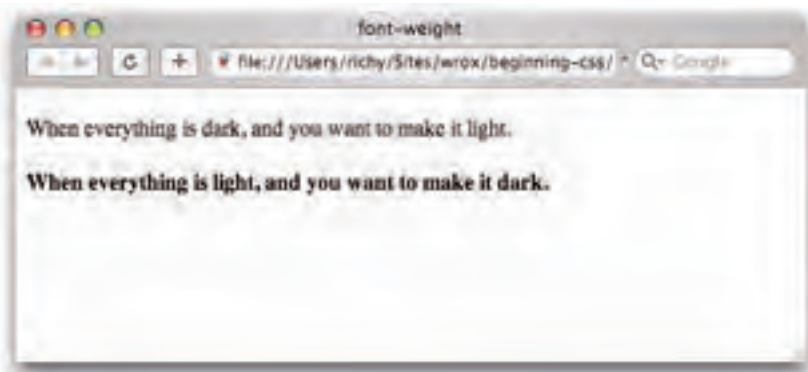 font-weight
file:///Users/richy/Sites/wrox/beginning-css/
Google
When everything is dark, and you want to make it light.
When everything is light, and you want to make it dark.